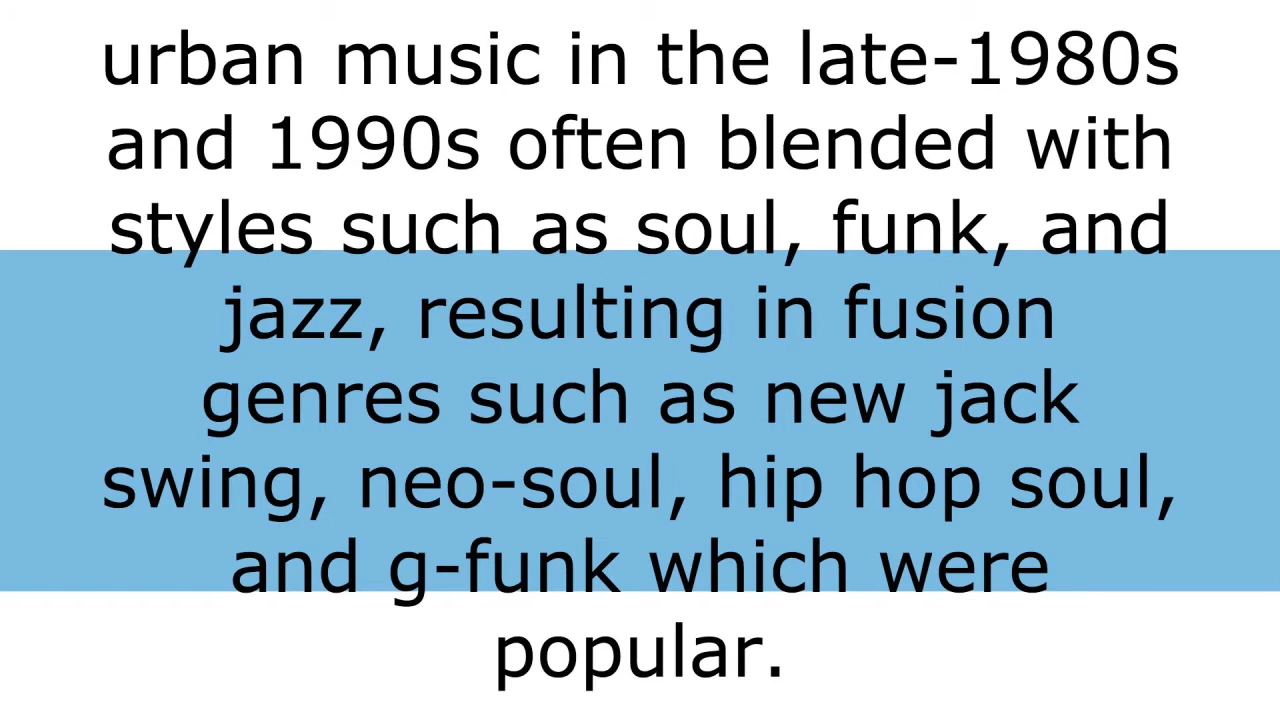 urban music in the late-1980s
and 1990s often blended with
styles such as soul, funk, and
jazz, resulting in fusion
genres such as new jack
swing, neo-soul, hip hop soul,
and g-funk which were
popular.